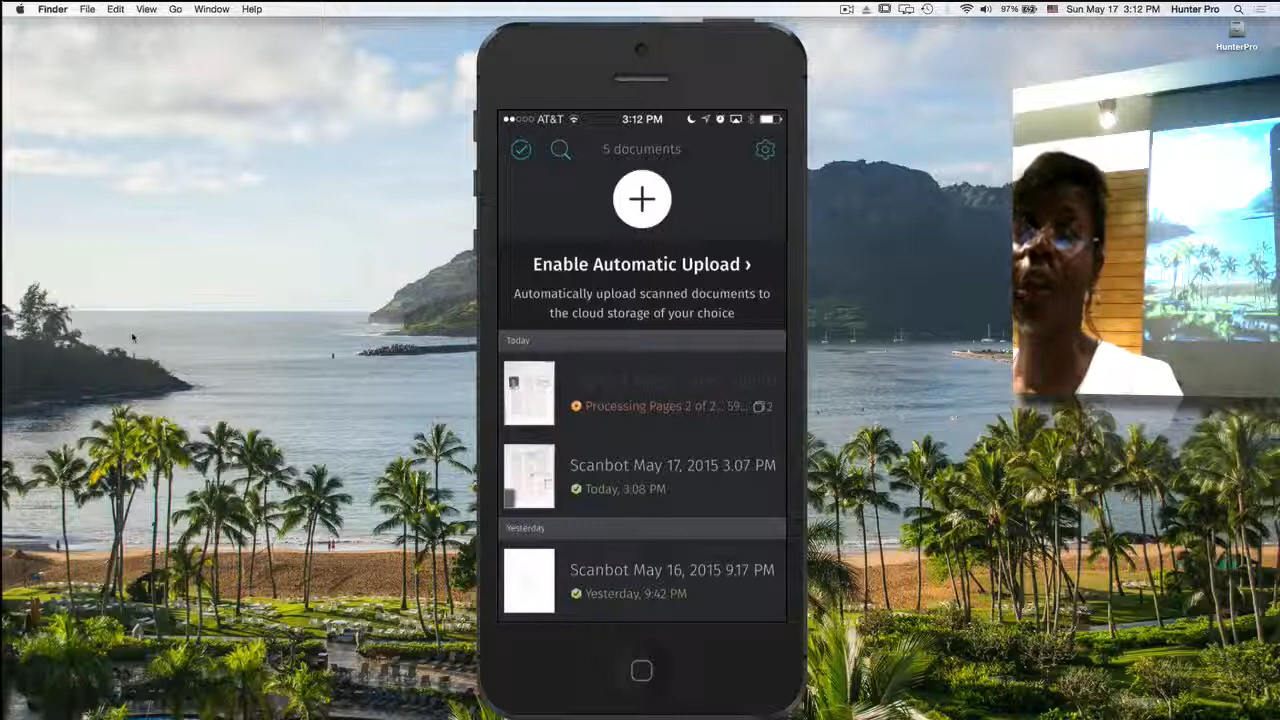 Finder File Edit View Go Window Help
97% Sun May 17 3:12 PM Hunter Pro
HunterPro
AT&T 3:12 PM
5 documents
Enable Automatic Upload ›
Automatically upload scanned documents to
the cloud storage of your choice
Today
Processing Pages 2 of 2... 59... 2
Scanbot May 17, 2015 3.07 PM
Today, 3:08 PM
Yesterday
Scanbot May 16, 2015 9.17 PM
Yesterday, 9:42 PM